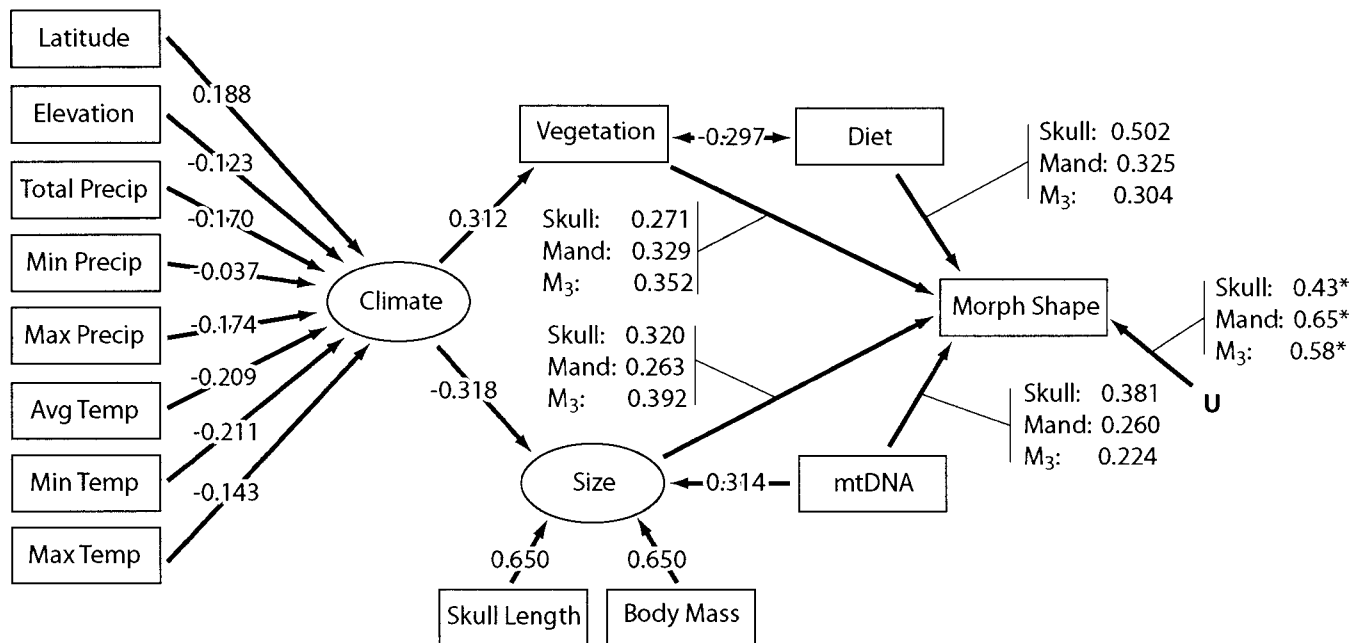 Latitude
Elevation
Total Precip
Min Precip
Max Precip
Avg Temp
Min Temp
Max Temp
0.188
-0.123
-0.170
-0.037
-0.174
-0.209
-0.211
-0.143
Climate
0.312
-0.318
Vegetation
-0.297
Diet
Skull: 0.502
Mand: 0.325
M₃: 0.304
Skull: 0.271
Mand: 0.329
M₃: 0.352
Skull: 0.320
Mand: 0.263
M₃: 0.392
Morph Shape
Skull: 0.43*
Mand: 0.65*
M₃: 0.58*
U
Skull: 0.381
Mand: 0.260
M₃: 0.224
Size
0.314
mtDNA
0.650
0.650
Skull Length
Body Mass